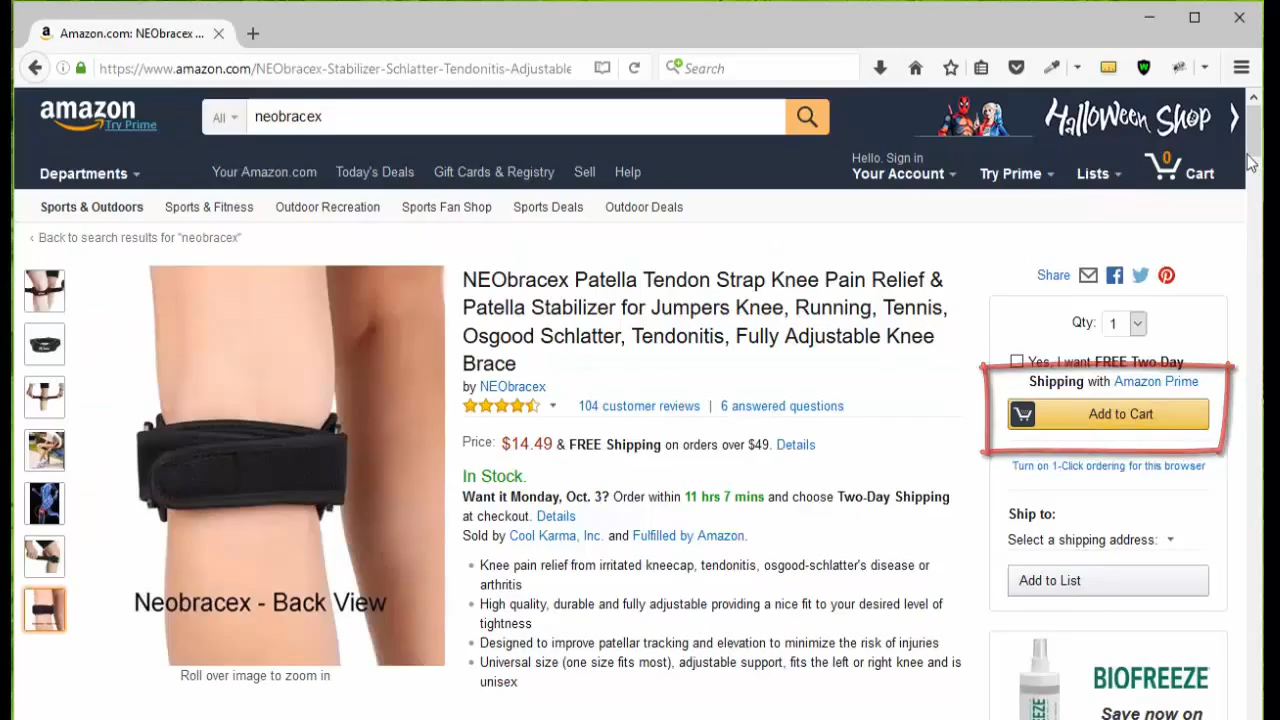 Amazon.com: NEObracex ...
https://www.amazon.com/NEObracex-Stabilizer-Schlatter-Tendonitis-Adjustable
Search
amazon
Try Prime
All
neobracex
Halloween Shop
Departments
Your Amazon.com
Today's Deals
Gift Cards & Registry
Sell
Help
Hello. Sign in
Your Account
Try Prime
Lists
0
Cart
Sports & Outdoors
Sports & Fitness
Outdoor Recreation
Sports Fan Shop
Sports Deals
Outdoor Deals
‹ Back to search results for "neobracex"
Neobracex - Back View
Roll over image to zoom in
NEObracex Patella Tendon Strap Knee Pain Relief &
Patella Stabilizer for Jumpers Knee, Running, Tennis,
Osgood Schlatter, Tendonitis, Fully Adjustable Knee
Brace
by NEObracex
104 customer reviews | 6 answered questions
Price: $14.49 & FREE Shipping on orders over $49. Details
In Stock.
Want it Monday, Oct. 3? Order within 11 hrs 7 mins and choose Two-Day Shipping
at checkout. Details
Sold by Cool Karma, Inc. and Fulfilled by Amazon.
• Knee pain relief from irritated kneecap, tendonitis, osgood-schlatter's disease or
arthritis
• High quality, durable and fully adjustable providing a nice fit to your desired level of
tightness
• Designed to improve patellar tracking and elevation to minimize the risk of injuries
• Universal size (one size fits most), adjustable support, fits the left or right knee and is
unisex
Share
Qty: 1
Yes, I want FREE Two-Day
Shipping with Amazon Prime
Add to Cart
Turn on 1-Click ordering for this browser
Ship to:
Select a shipping address:
Add to List
BIOFREEZE
Save now on